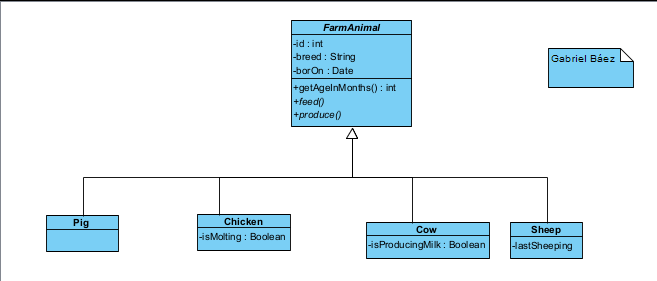 FarmAnimal
-id : int
-breed : String
-borOn : Date
+getAgeInMonths() : int
+feed()
+produce()
Gabriel Báez
Pig
Chicken
-isMolting : Boolean
Cow
-isProducingMilk : Boolean
Sheep
-lastSheeping